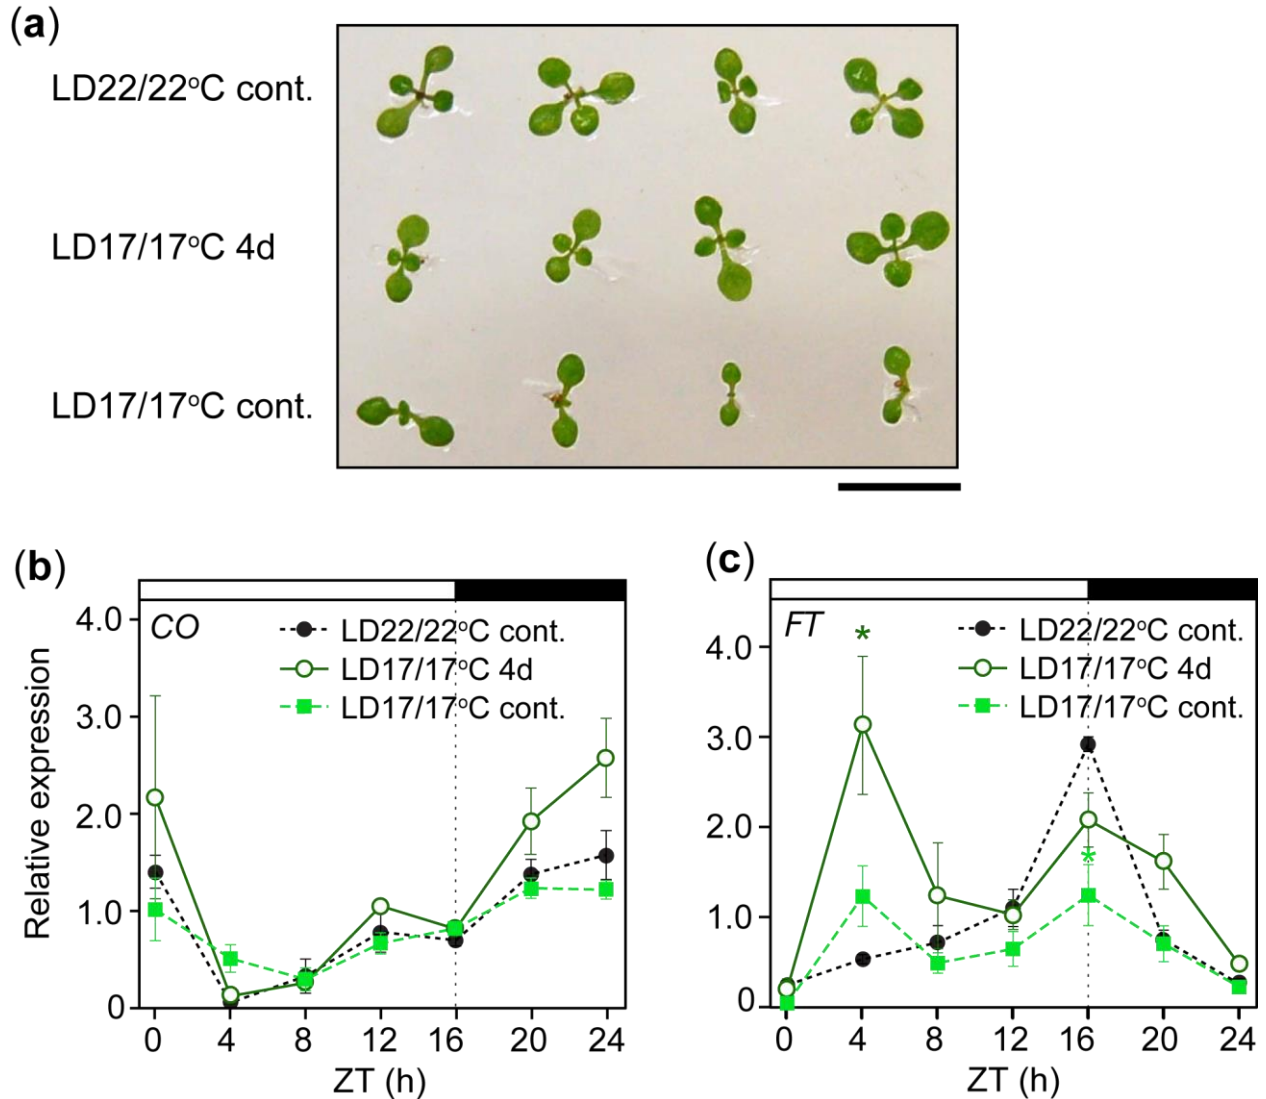 (a)
LD22/22°C cont.
LD17/17°C 4d
LD17/17°C cont.
(b)
CO
LD22/22°C cont.
LD17/17°C 4d
LD17/17°C cont.
Relative expression
4.0
3.0
2.0
1.0
0
0 4 8 12 16 20 24
ZT (h)
(c)
FT
*
LD22/22°C cont.
LD17/17°C 4d
LD17/17°C cont.
*
4.0
3.0
2.0
1.0
0
0 4 8 12 16 20 24
ZT (h)